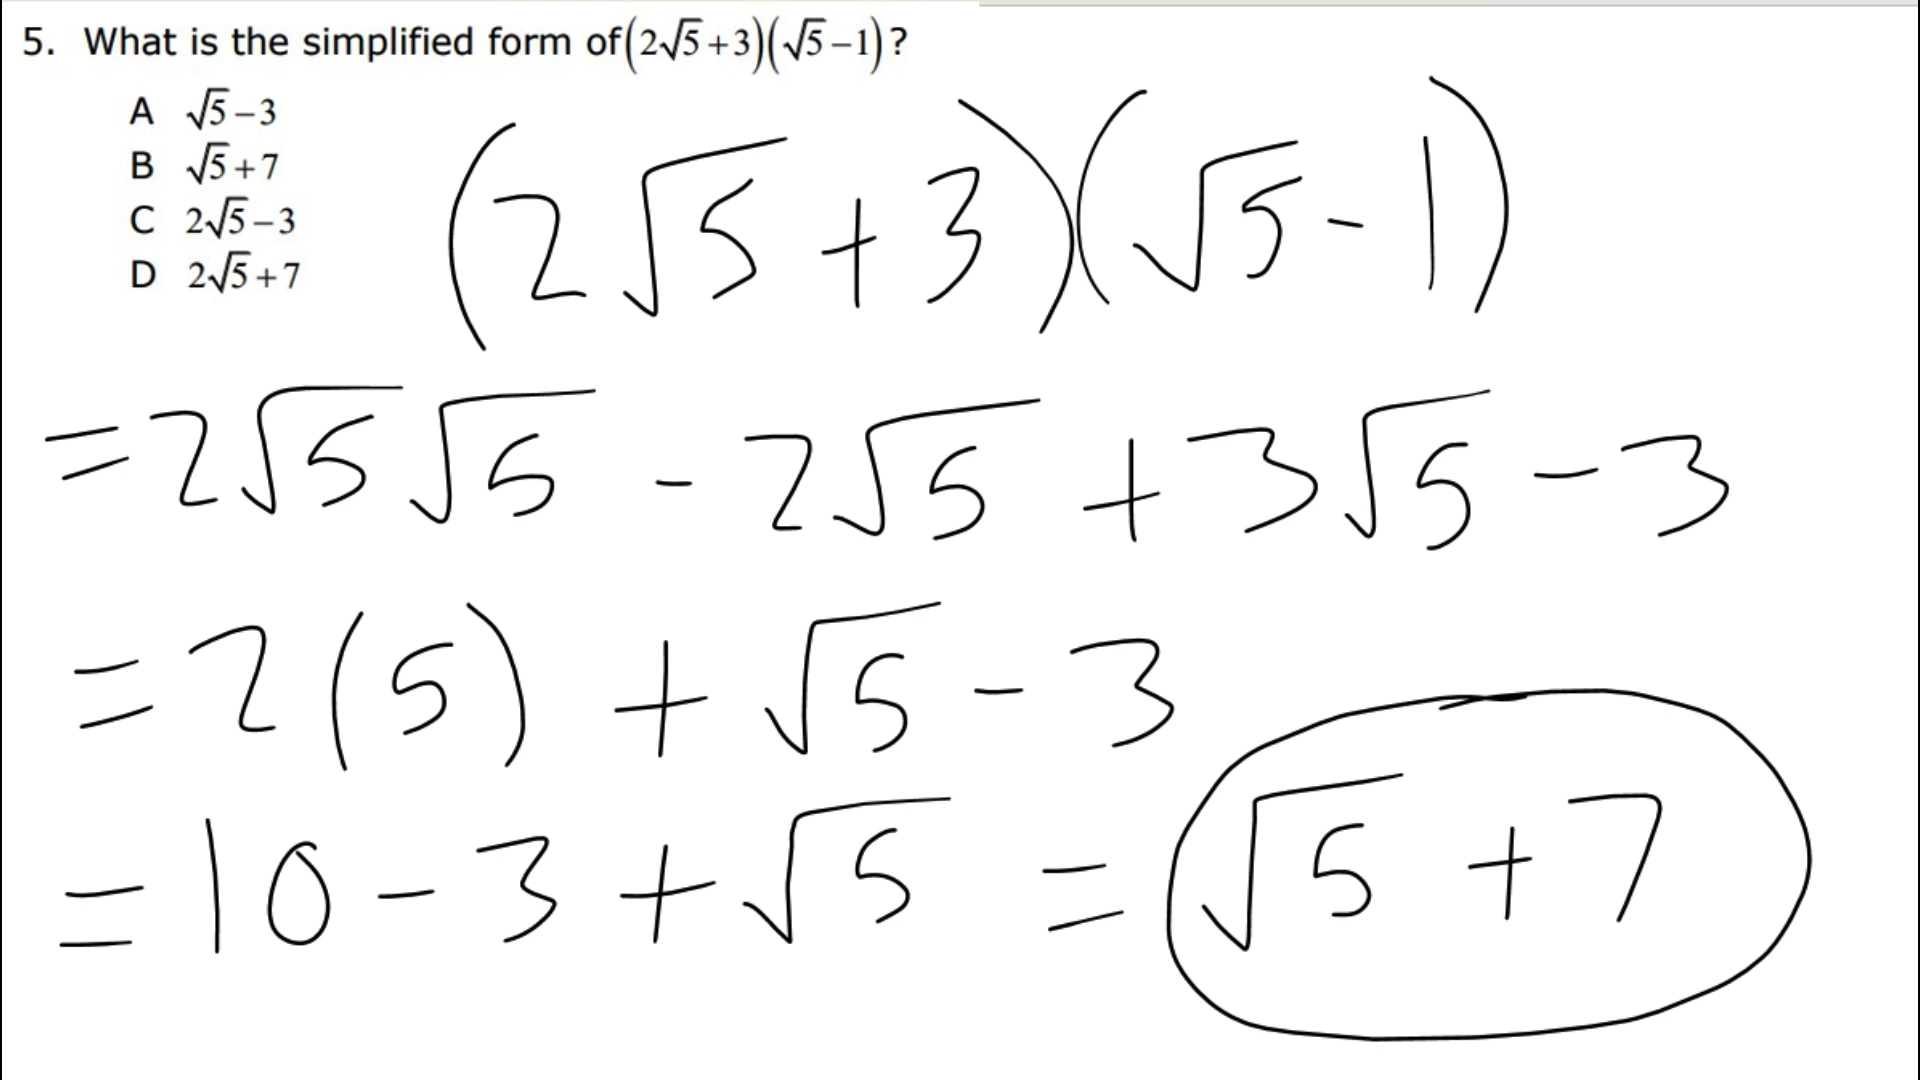 5. What is the simplified form of (2√5+3)(√5−1)?
A √5−3
B √5+7
C 2√5−3
D 2√5+7
(2√5 + 3)(√5 - 1)
= 2√5 √5 - 2√5 + 3√5 - 3
= 2(5) + √5 - 3
= 10 - 3 + √5 = √5 + 7